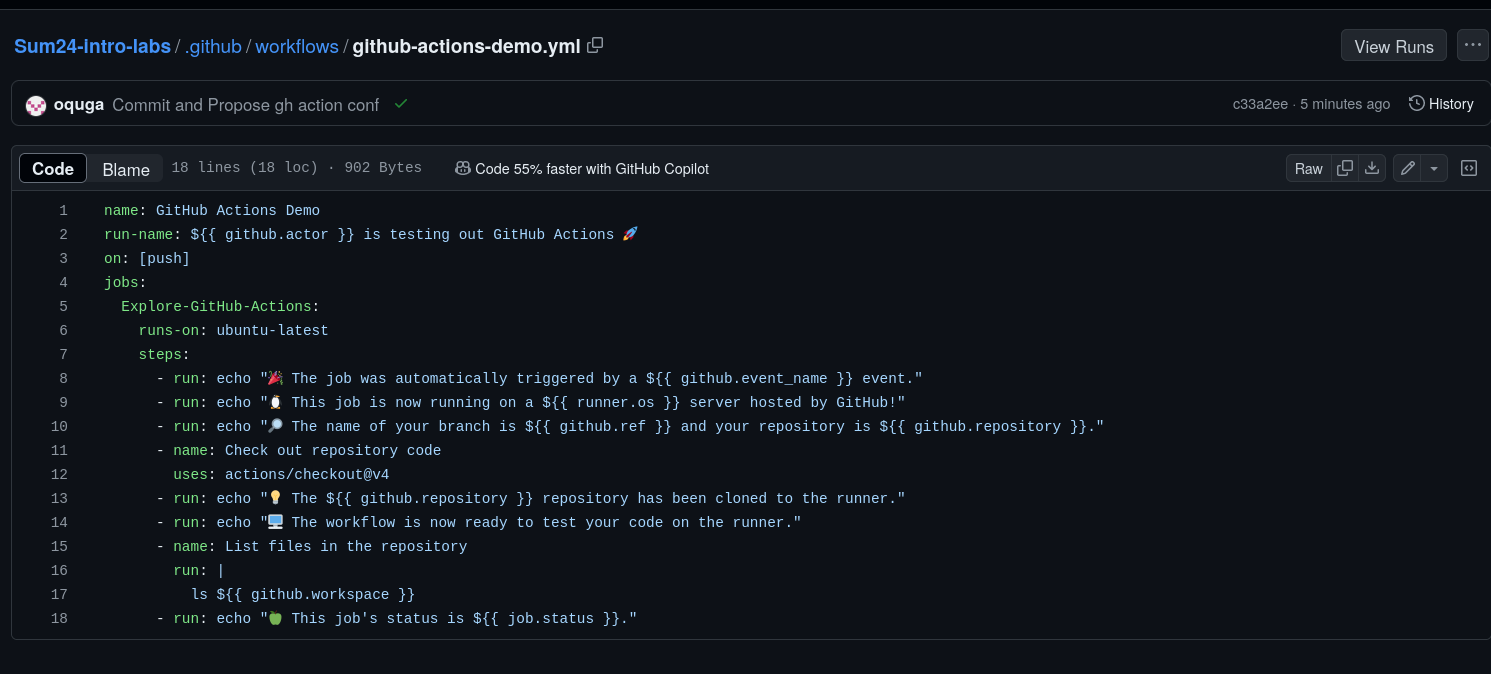 Sum24-intro-labs / .github / workflows / github-actions-demo.yml
View Runs
oquga Commit and Propose gh action conf
c33a2ee · 5 minutes ago History
Code Blame 18 lines (18 loc) · 902 Bytes Code 55% faster with GitHub Copilot Raw
1 name: GitHub Actions Demo
2 run-name: ${{ github.actor }} is testing out GitHub Actions 🚀
3 on: [push]
4 jobs:
5   Explore-GitHub-Actions:
6     runs-on: ubuntu-latest
7     steps:
8       - run: echo "🎉 The job was automatically triggered by a ${{ github.event_name }} event."
9       - run: echo "🐧 This job is now running on a ${{ runner.os }} server hosted by GitHub!"
10       - run: echo "🔎 The name of your branch is ${{ github.ref }} and your repository is ${{ github.repository }}."
11       - name: Check out repository code
12         uses: actions/checkout@v4
13       - run: echo "💡 The ${{ github.repository }} repository has been cloned to the runner."
14       - run: echo "🖥️ The workflow is now ready to test your code on the runner."
15       - name: List files in the repository
16         run: |
17           ls ${{ github.workspace }}
18       - run: echo "🍏 This job's status is ${{ job.status }}."